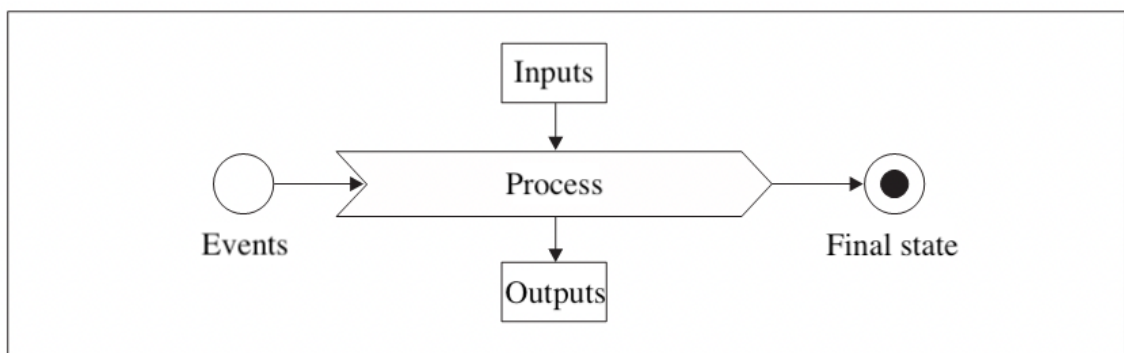 Inputs
Process
Events
Final state
Outputs